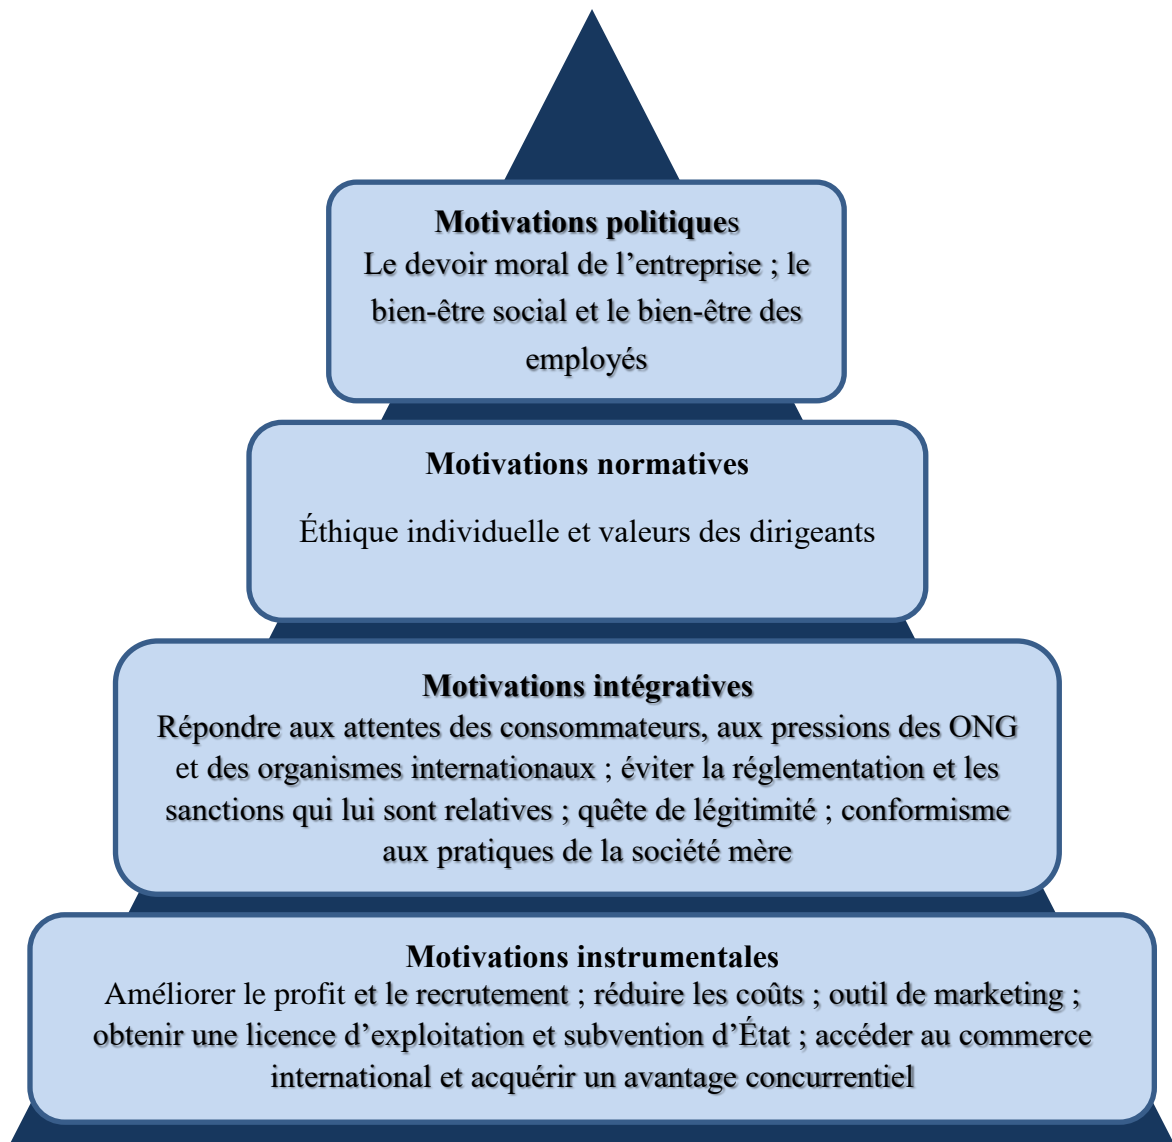 Motivations politiques
Le devoir moral de l’entreprise ; le
bien-être social et le bien-être des
employés
Motivations normatives
Éthique individuelle et valeurs des dirigeants
Motivations intégratives
Répondre aux attentes des consommateurs, aux pressions des ONG
et des organismes internationaux ; éviter la réglementation et les
sanctions qui lui sont relatives ; quête de légitimité ; conformisme
aux pratiques de la société mère
Motivations instrumentales
Améliorer le profit et le recrutement ; réduire les coûts ; outil de marketing ;
obtenir une licence d’exploitation et subvention d’État ; accéder au commerce
international et acquérir un avantage concurrentiel